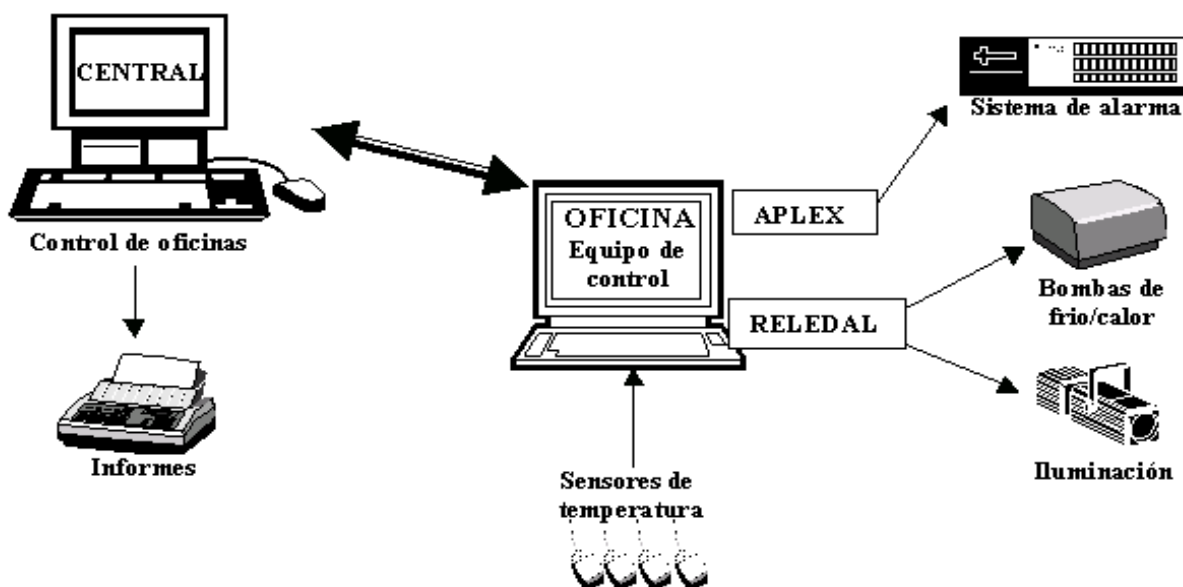 CENTRAL
Control de oficinas
Informes
OFICINA
Equipo de
control
Sensores de
temperatura
APLEX
RELEDAL
Sistema de alarma
Bombas de
frio/calor
Iluminación